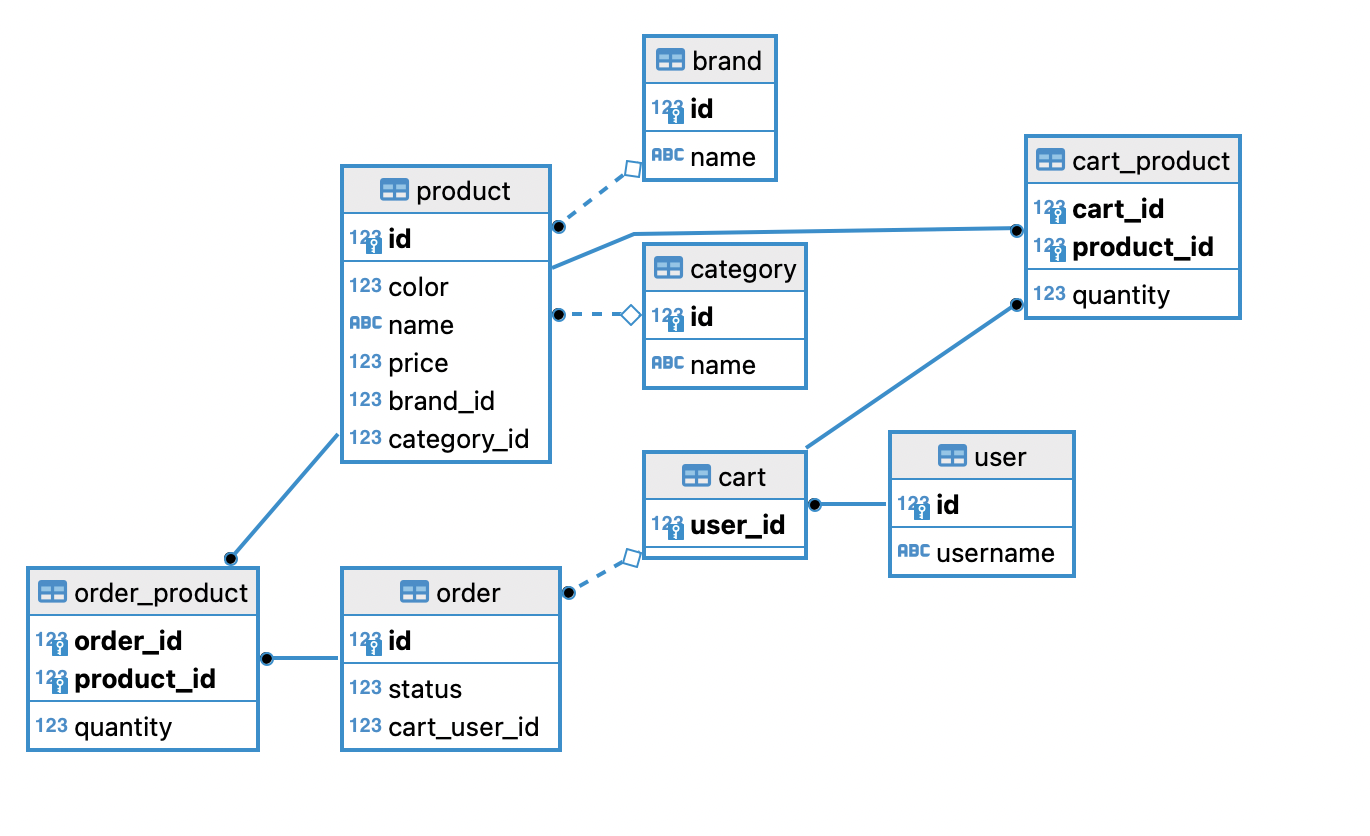 brand
123 id
ABC name
product
123 id
123 color
ABC name
123 price
123 brand_id
123 category_id
category
123 id
ABC name
cart_product
123 cart_id
123 product_id
123 quantity
cart
123 user_id
user
123 id
ABC username
order_product
123 order_id
123 product_id
123 quantity
order
123 id
123 status
123 cart_user_id